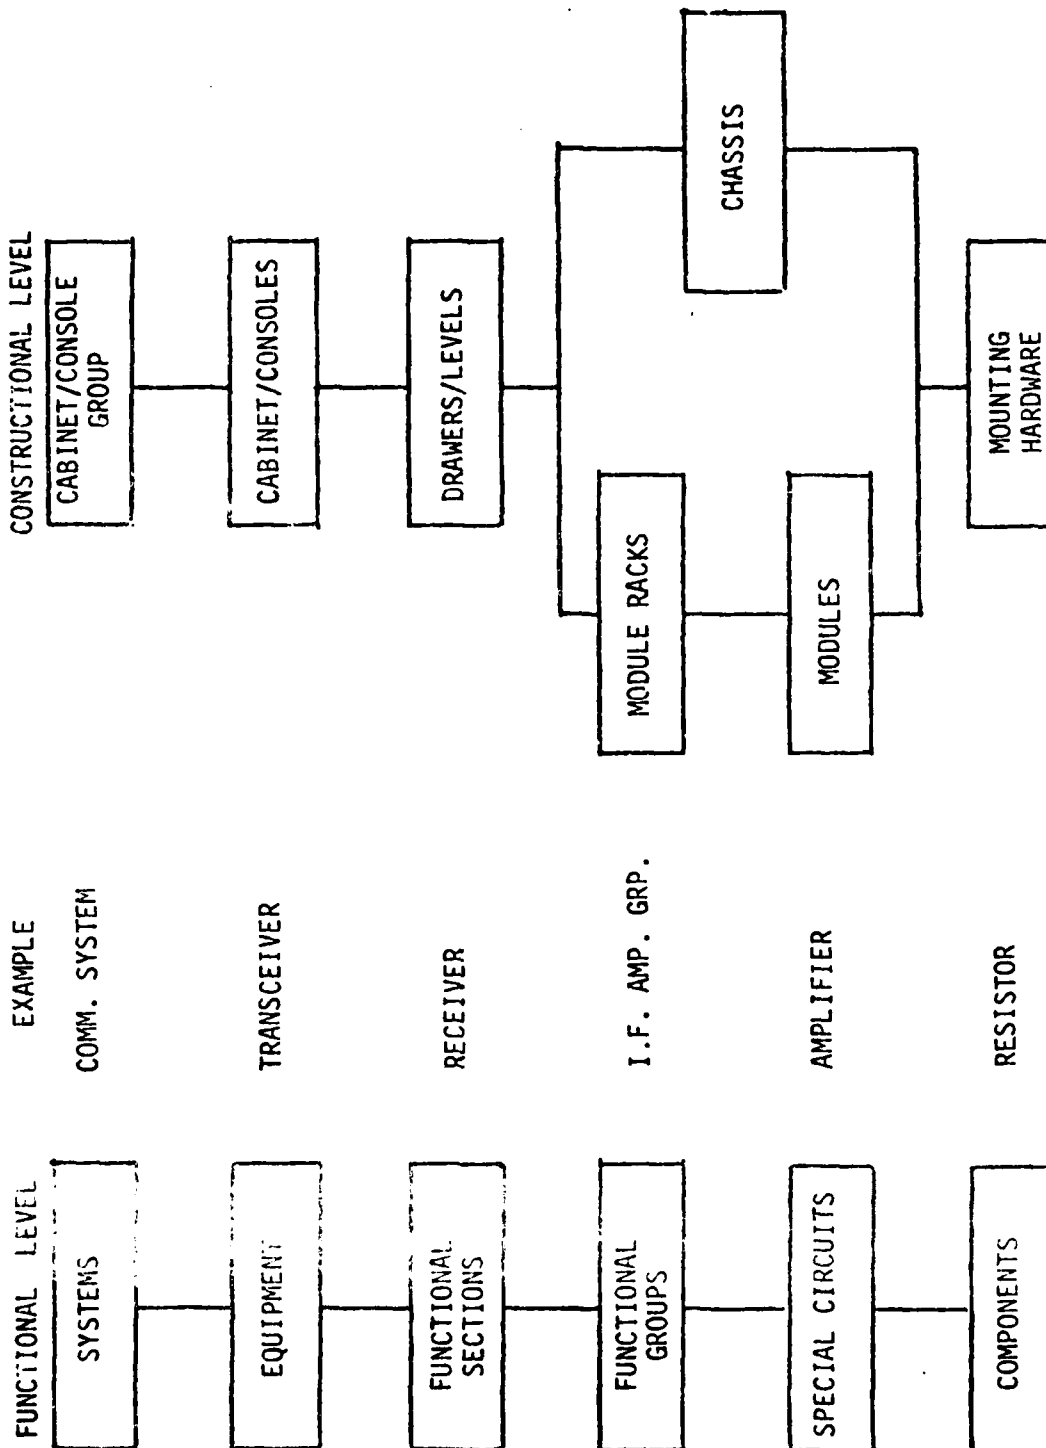 FUNCTIONAL LEVEL
EXAMPLE
CONSTRUCTIONAL LEVEL
SYSTEMS
COMM. SYSTEM
CABINET/CONSOLE
GROUP
EQUIPMENT
TRANSCEIVER
CABINET/CONSOLES
FUNCTIONAL
SECTIONS
RECEIVER
DRAWERS/LEVELS
FUNCTIONAL
GROUPS
I.F. AMP. GRP.
MODULE RACKS
CHASSIS
SPECIAL CIRCUITS
AMPLIFIER
MODULES
COMPONENTS
RESISTOR
MOUNTING
HARDWARE